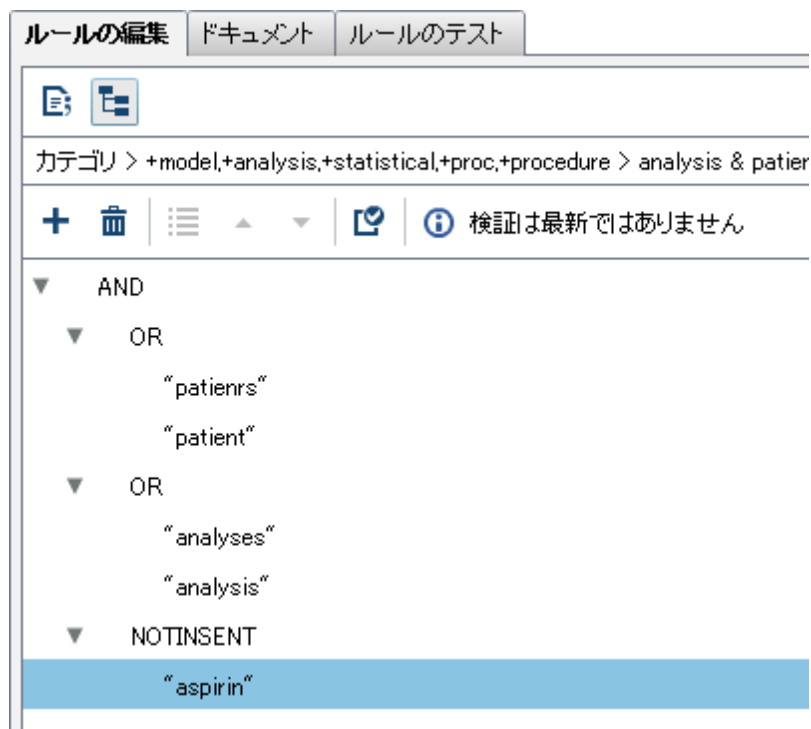 ルールの編集 ドキュメント ルールのテスト
カテゴリ > +model,+analysis,+statistical,+proc,+procedure > analysis & patier
検証は最新ではありません
AND
OR
"patienrs"
"patient"
OR
"analyses"
"analysis"
NOTINSENT
"aspirin"